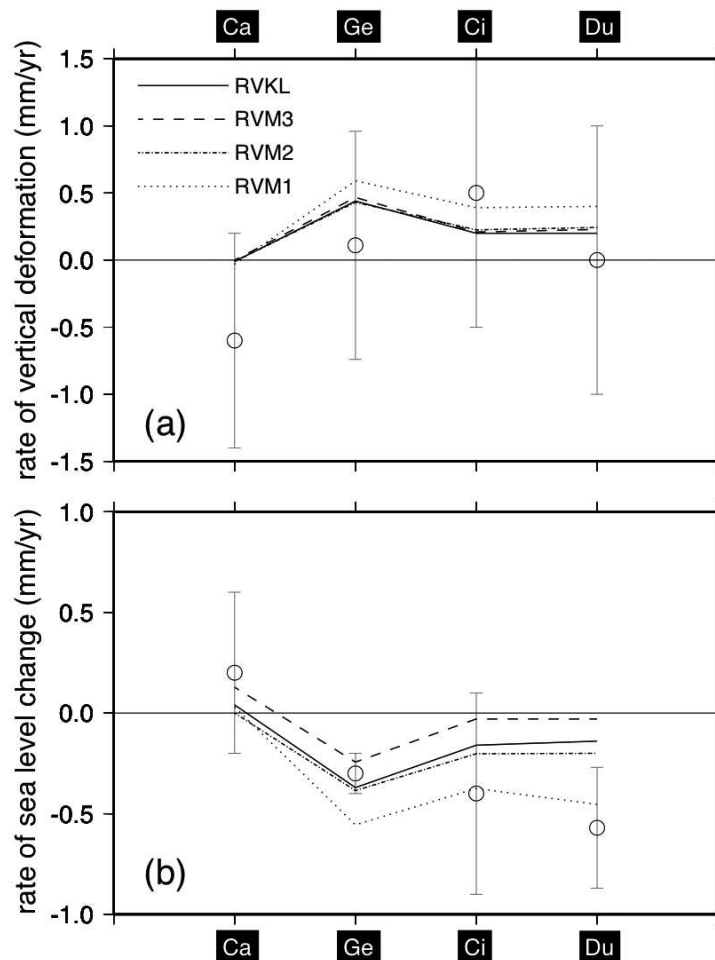 Ca Ge Ci Du
rate of vertical deformation (mm/yr)
1.5
1.0
0.5
0.0
-0.5
-1.0
-1.5
RVKL
RVM3
RVM2
RVM1
(a)
rate of sea level change (mm/yr)
1.0
0.5
0.0
-0.5
-1.0
(b)
Ca Ge Ci Du